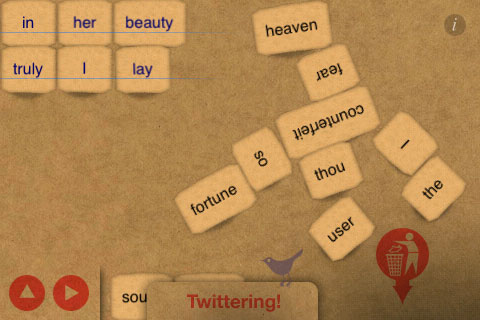 in her beauty
truly I lay
heaven
fear
counterfeit
so
I
thou
the
fortune
user
sou
Twittering!
i